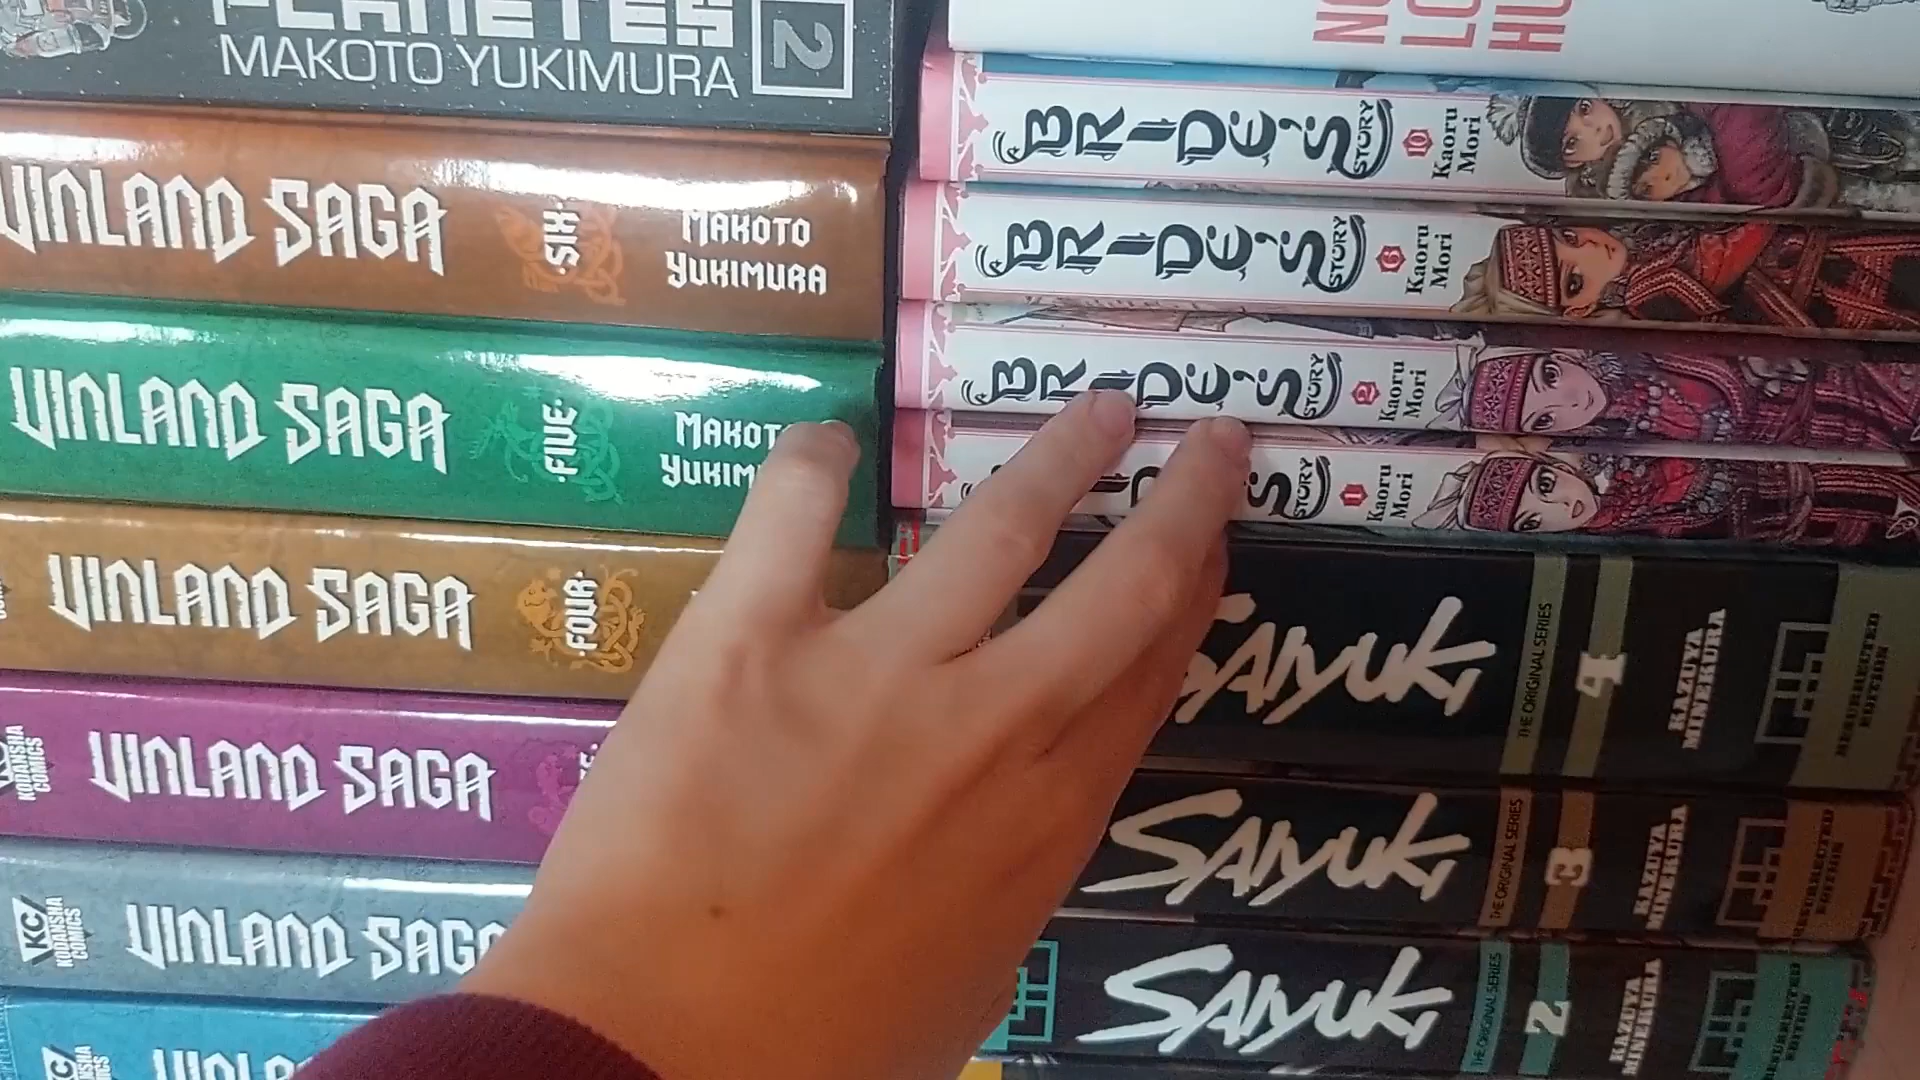 PLANETES
MAKOTO YUKIMURA
2
VINLAND SAGA
·SIX·
MAKOTO
YUKIMURA
VINLAND SAGA
·FIVE·
VINLAND SAGA
·FOUR·
KODANSHA
COMICS
VINLAND SAGA
KC
KODANSHA
COMICS
VINLAND SAGA
A BRIDE'S STORY
10
Kaoru
Mori
A BRIDE'S STORY
6
Kaoru
Mori
A BRIDE'S STORY
2
Kaoru
Mori
STORY
1
Kaoru
Mori
SAIYUKI
THE ORIGINAL SERIES
4
KAZUYA
MINEKURA
RESURRECTED
EDITION
SAIYUKI
THE ORIGINAL SERIES
3
KAZUYA
MINEKURA
RESURRECTED
EDITION
SAIYUKI
THE ORIGINAL SERIES
2
KAZUYA
MINEKURA
RESURRECTED
EDITION